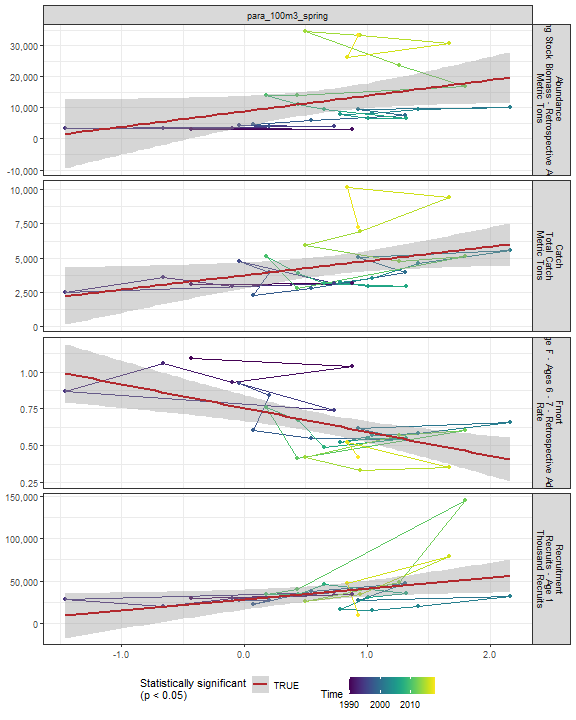 para_100m3_spring
30,000
20,000
10,000
0
-10,000
Abundance
Stock Biomass - Retrospective
Metric Tons
10,000
7,500
5,000
2,500
0
Catch
Total Catch
Metric Tons
1.00
0.75
0.50
0.25
Fmort
F - Ages 6 - 7 - Retrospective
Rate
150,000
100,000
50,000
0
Recruitment
Recruits - Age 1
Thousand Recruits
-1.0 0.0 1.0 2.0
Statistically significant
(p < 0.05)
TRUE
Time
1990 2000 2010